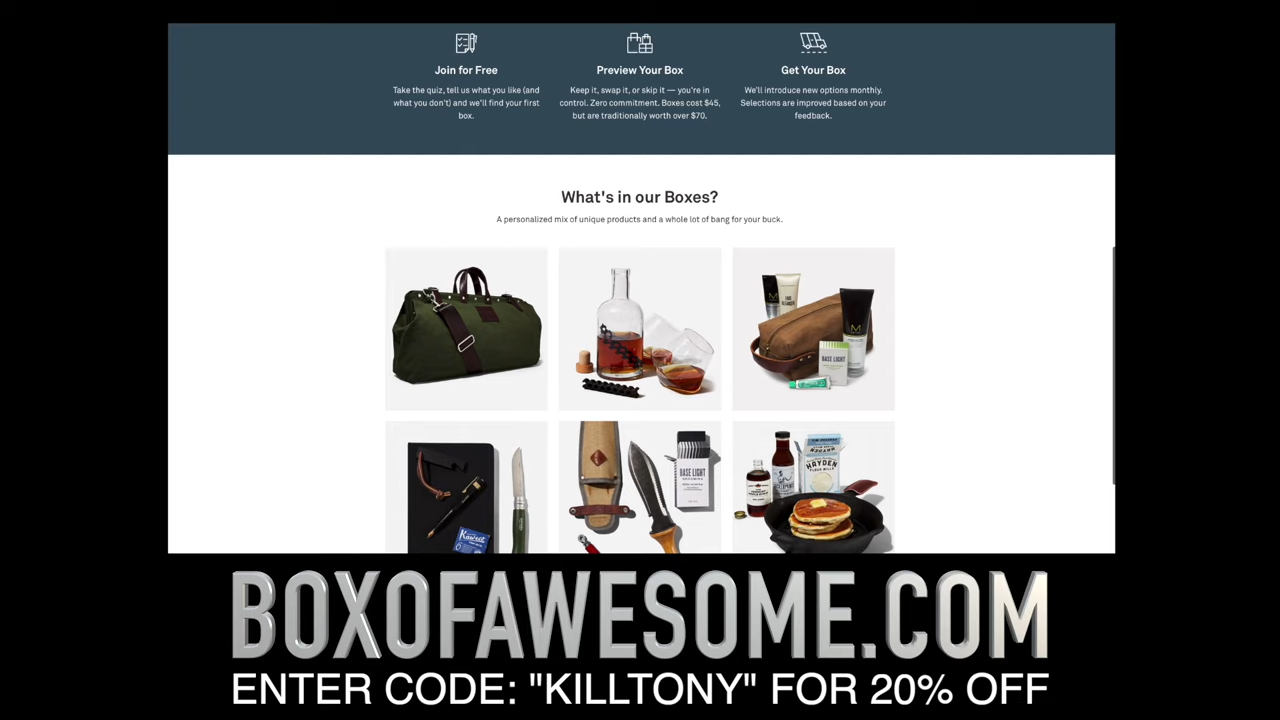 Join for Free
Preview Your Box
Get Your Box
Take the quiz, tell us what you like (and
what you don't) and we'll find your first
box.
Keep it, swap it, or skip it — you're in
control. Zero commitment. Boxes cost $45,
but are traditionally worth over $70.
We'll introduce new options monthly.
Selections are improved based on your
feedback.
What's in our Boxes?
A personalized mix of unique products and a whole lot of bang for your buck.
BASE LIGHT
BASE LIGHT
GROOMING
HAYDEN
FLOUR MILLS
Kaweco
BOXOFAWESOME.COM
ENTER CODE: "KILLTONY" FOR 20% OFF